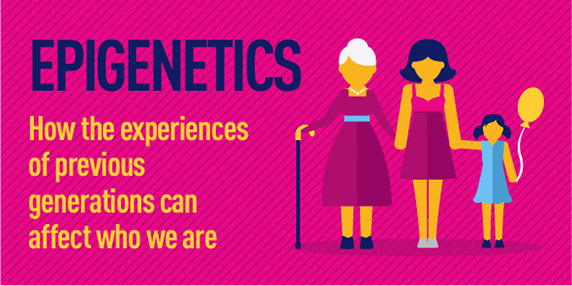 EPIGENETICS
How the experiences
of previous
generations can
affect who we are